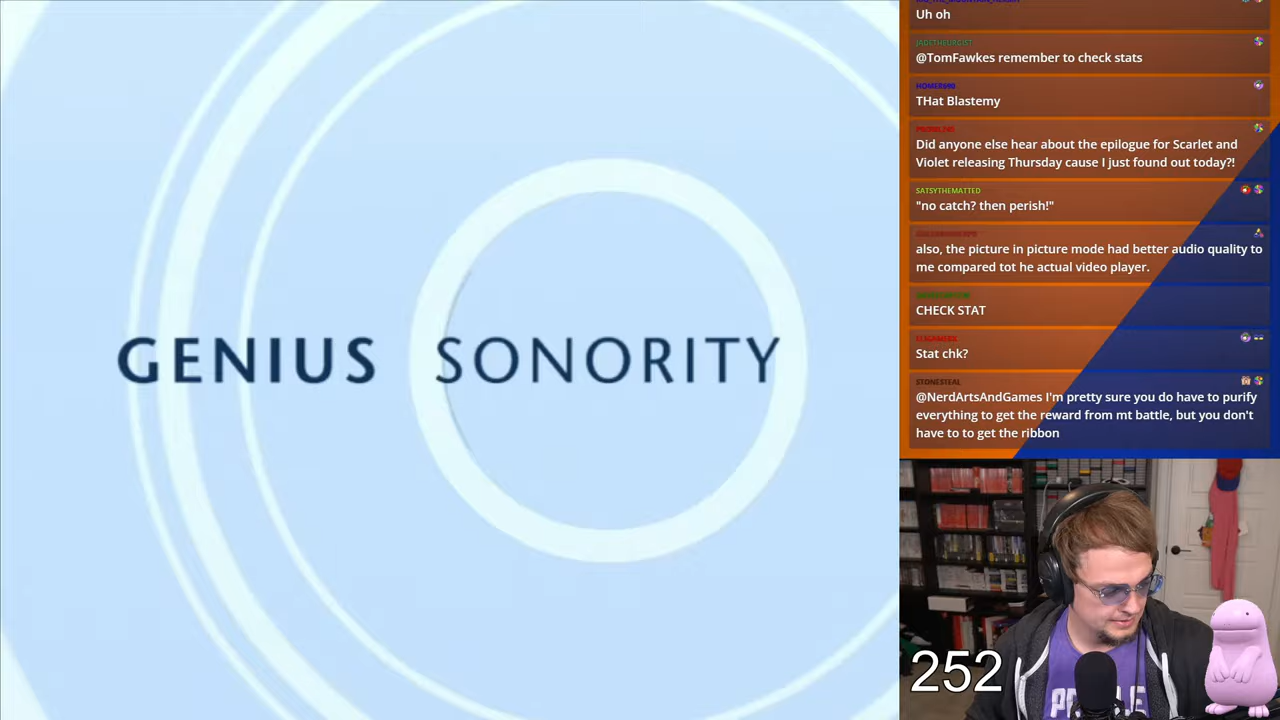 GENIUS SONORITY
Uh oh
JADETHEURGIST
@TomFawkes remember to check stats
HOMER690
THat Blastemy
Did anyone else hear about the epilogue for Scarlet and
Violet releasing Thursday cause I just found out today?!
SATSYTHEMATTED
"no catch? then perish!"
also, the picture in picture mode had better audio quality to
me compared tot he actual video player.
CHECK STAT
Stat chk?
STONESTEAL
@NerdArtsAndGames I'm pretty sure you do have to purify
everything to get the reward from mt battle, but you don't
have to to get the ribbon
252